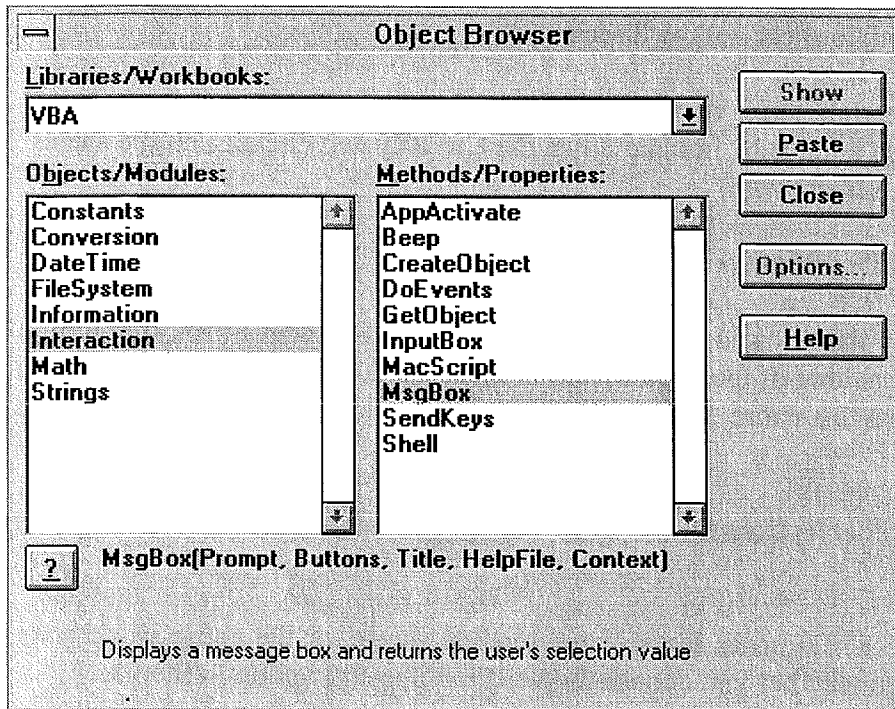 Object Browser
Libraries/Workbooks:
VBA
Objects/Modules:
Constants
Conversion
DateTime
FileSystem
Information
Interaction
Math
Strings
Methods/Properties:
AppActivate
Beep
CreateObject
DoEvents
GetObject
InputBox
MacScript
MsgBox
SendKeys
Shell
Show
Paste
Close
Options...
Help
?
MsgBox(Prompt, Buttons, Title, HelpFile, Context)
Displays a message box and returns the user's selection value